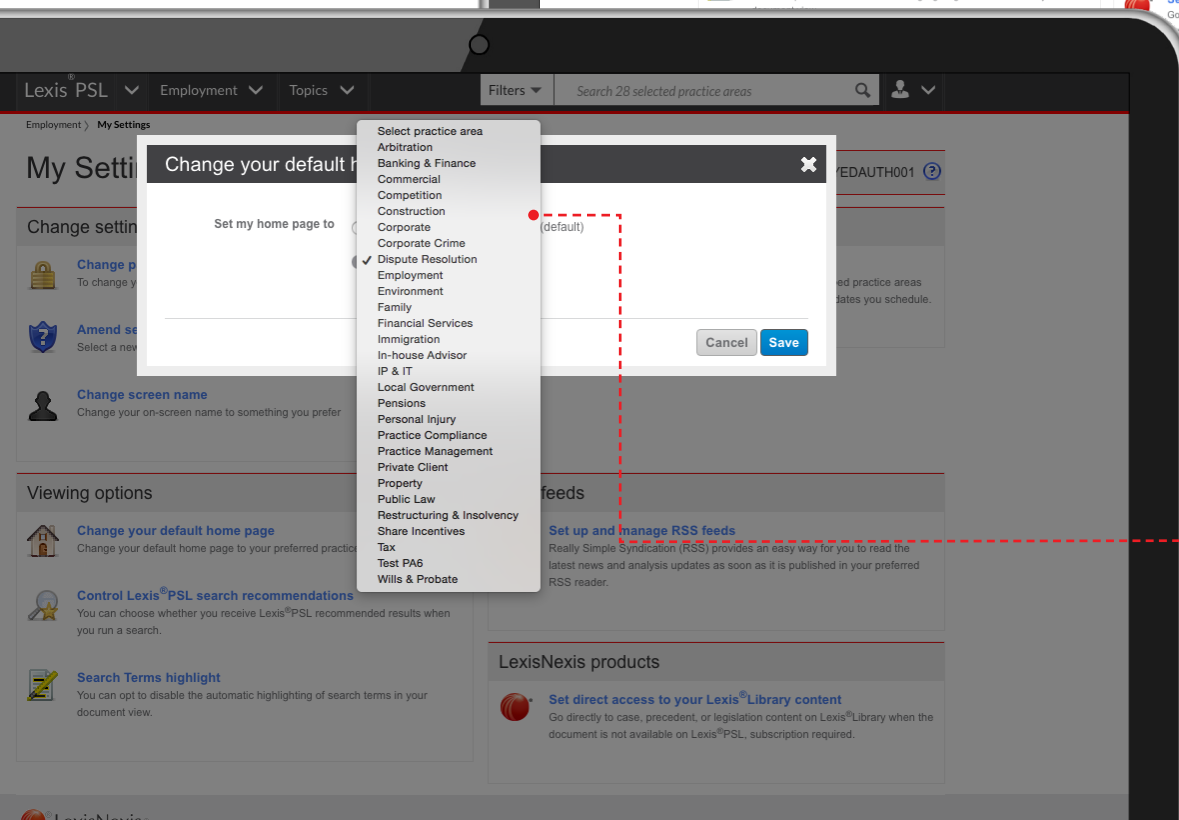 Lexis®PSL
Employment
Topics
Filters
Search 28 selected practice areas
Employment > My Settings
My Setti
EDAUTH001
Change your default h
Set my home page to
(default)
Select practice area
Arbitration
Banking & Finance
Commercial
Competition
Construction
Corporate
Corporate Crime
Dispute Resolution
Employment
Environment
Family
Financial Services
Immigration
In-house Advisor
IP & IT
Local Government
Pensions
Personal Injury
Practice Compliance
Practice Management
Private Client
Property
Public Law
Restructuring & Insolvency
Share Incentives
Tax
Test PA6
Wills & Probate
Cancel
Save
Change settin
Change p
To change y
Amend se
Select a new
Change screen name
Change your on-screen name to something you prefer
ed practice areas
dates you schedule.
Viewing options
Change your default home page
Change your default home page to your preferred practice
Control Lexis®PSL search recommendations
You can choose whether you receive Lexis®PSL recommended results when
you run a search.
Search Terms highlight
You can opt to disable the automatic highlighting of search terms in your
document view.
feeds
Set up and manage RSS feeds
Really Simple Syndication (RSS) provides an easy way for you to read the
latest news and analysis updates as soon as it is published in your preferred
RSS reader.
LexisNexis products
Set direct access to your Lexis®Library content
Go directly to case, precedent, or legislation content on Lexis®Library when the
document is not available on Lexis®PSL, subscription required.
LexisNexis